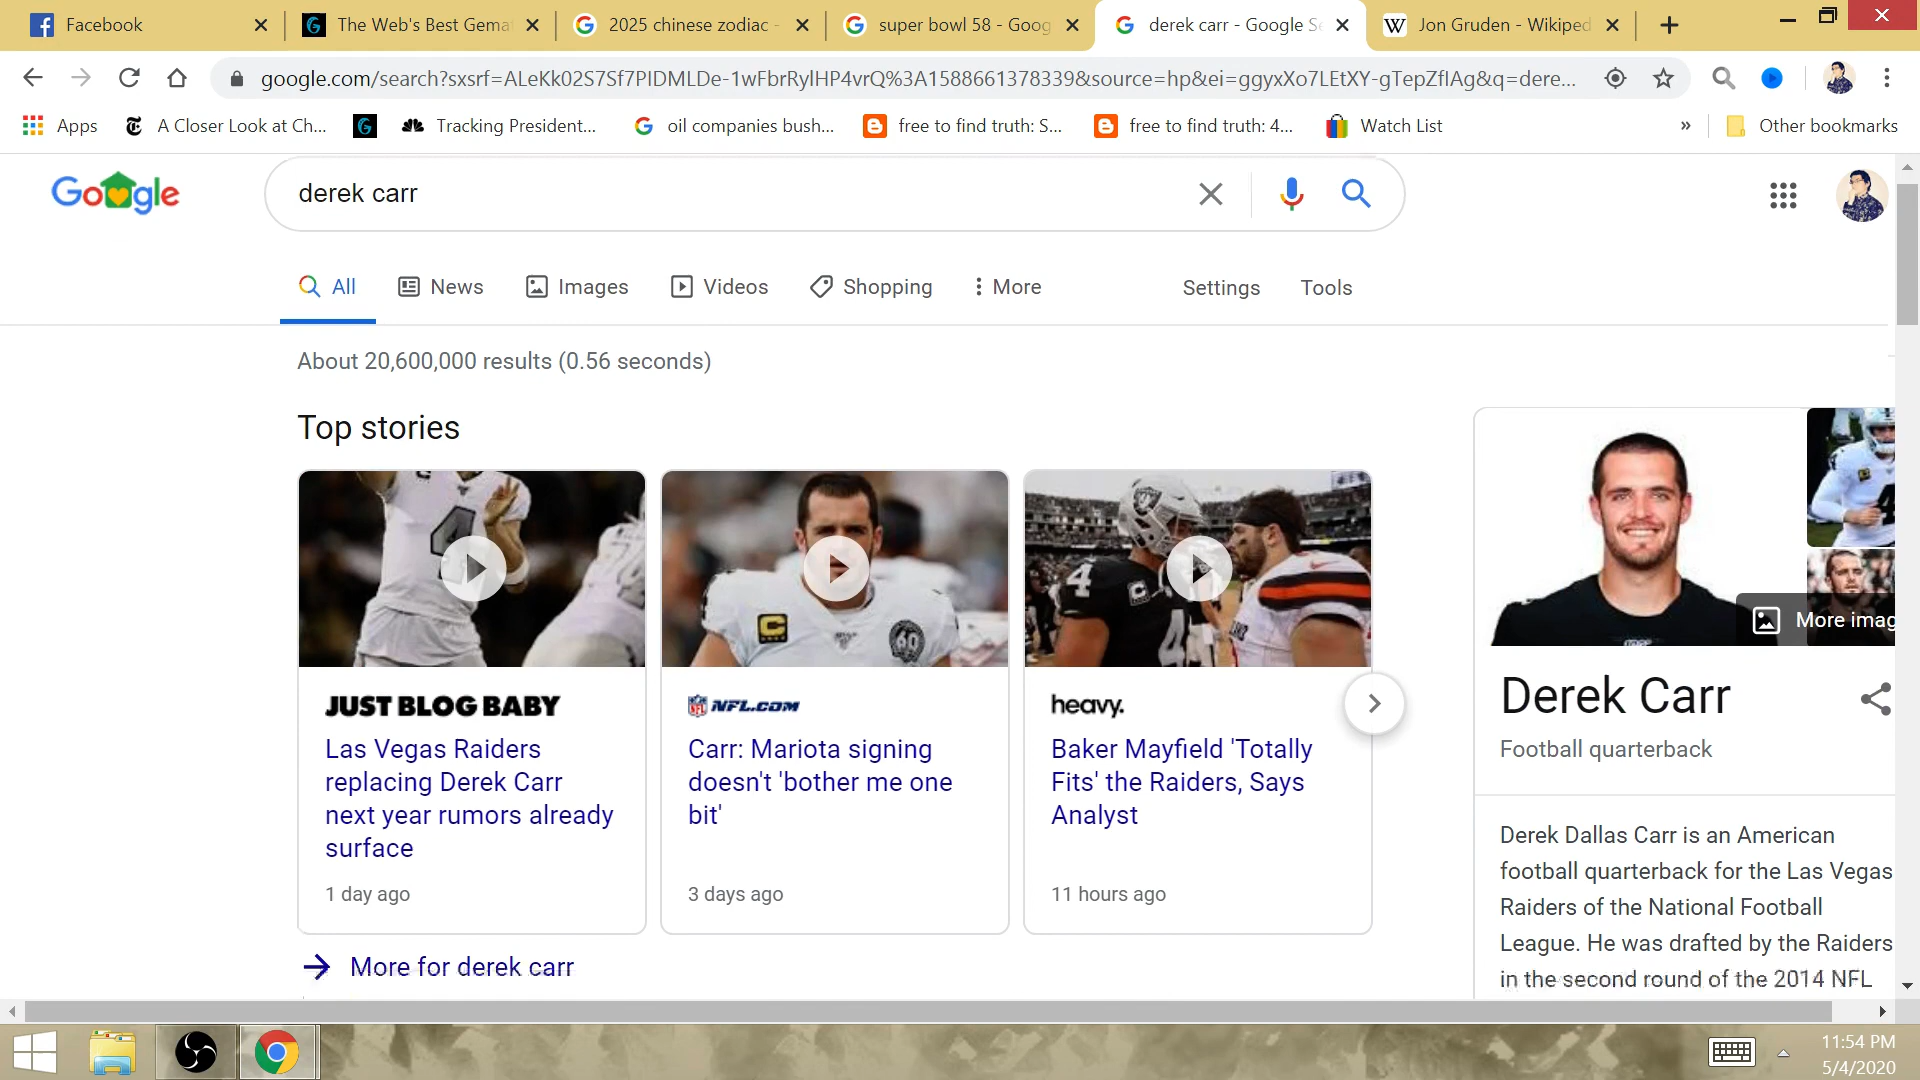 Facebook
The Web's Best Gema
2025 chinese zodiac -
super bowl 58 - Goog
derek carr - Google Se
Jon Gruden - Wikiped
google.com/search?sxsrf=ALeKk02S7Sf7PIDMLDe-1wFbrRylHP4vrQ%3A1588661378339&source=hp&ei=ggyxXo7LEtXY-gTepZfIAg&q=dere...
Apps
A Closer Look at Ch...
Tracking President...
oil companies bush...
free to find truth: S...
free to find truth: 4...
Watch List
»
Other bookmarks
Google
derek carr
All
News
Images
Videos
Shopping
More
Settings
Tools
About 20,600,000 results (0.56 seconds)
Top stories
JUST BLOG BABY
Las Vegas Raiders
replacing Derek Carr
next year rumors already
surface
1 day ago
NFL.COM
Carr: Mariota signing
doesn't 'bother me one
bit'
3 days ago
heavy.
Baker Mayfield 'Totally
Fits' the Raiders, Says
Analyst
11 hours ago
More for derek carr
More imag
Derek Carr
Football quarterback
Derek Dallas Carr is an American
football quarterback for the Las Vegas
Raiders of the National Football
League. He was drafted by the Raiders
in the second round of the 2014 NFL
11:54 PM
5/4/2020